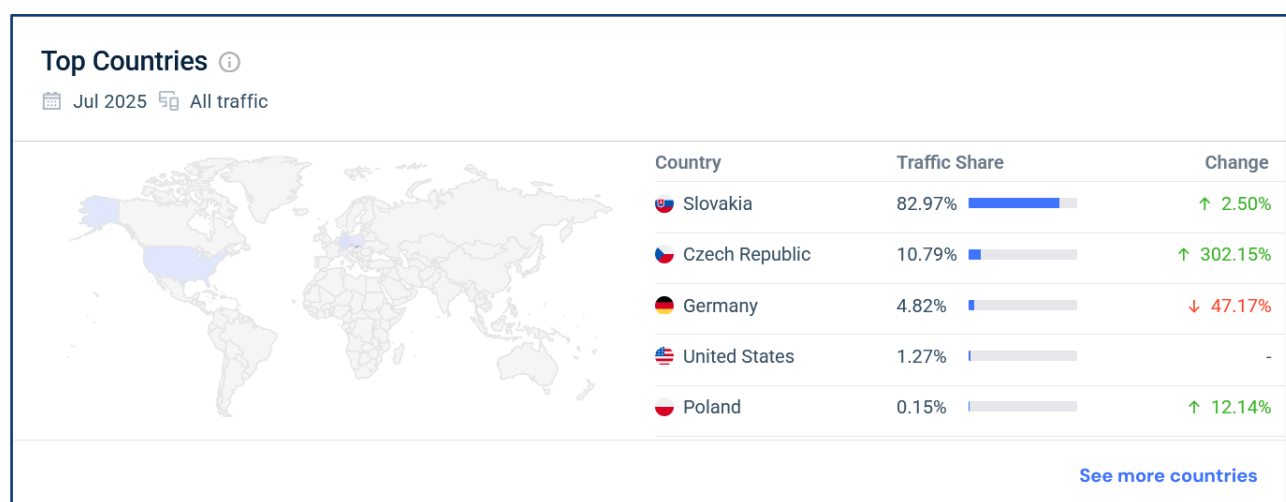 Top Countries
Jul 2025 All traffic
Country Traffic Share Change
Slovakia 82.97% ↑ 2.50%
Czech Republic 10.79% ↑ 302.15%
Germany 4.82% ↓ 47.17%
United States 1.27% -
Poland 0.15% ↑ 12.14%
See more countries